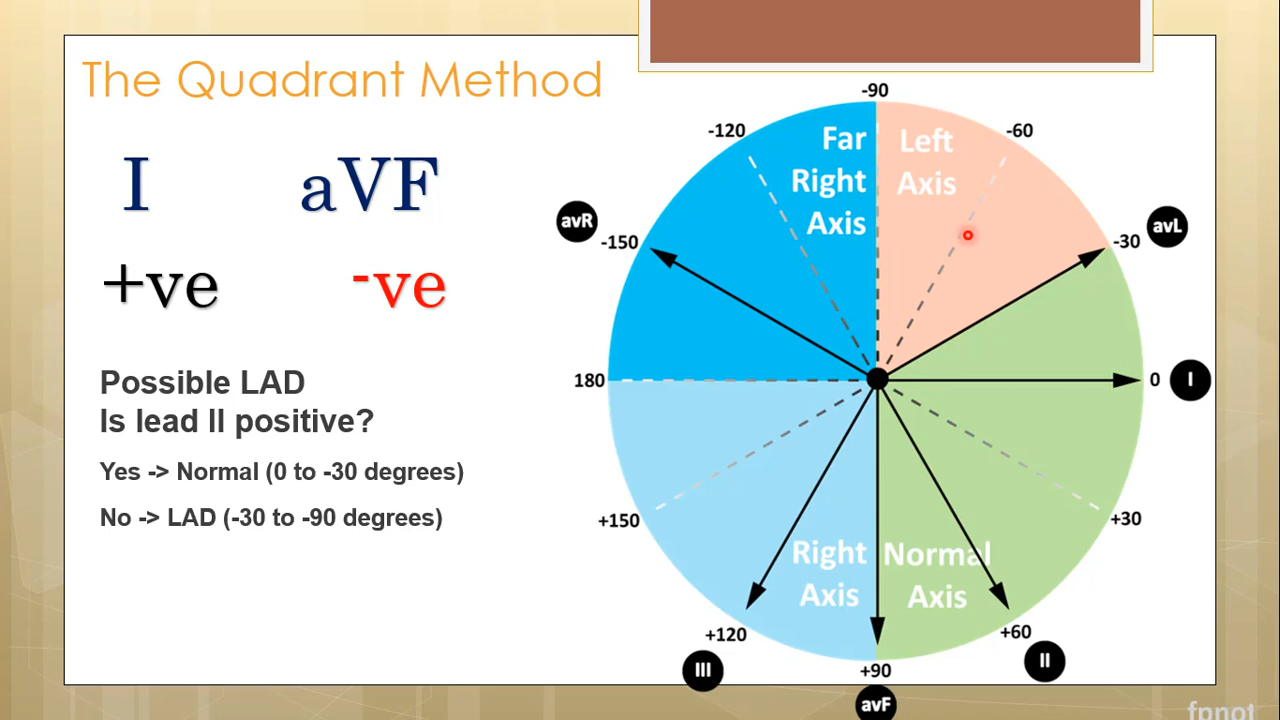 The Quadrant Method
I aVF
+ve -ve
Possible LAD
Is lead II positive?
Yes -> Normal (0 to -30 degrees)
No -> LAD (-30 to -90 degrees)
-90
-120
-60
Far
Right
Axis
Left
Axis
avR
-150
-30
avL
180
0
I
+150
+30
Right
Axis
Normal
Axis
+120
+60
III
+90
II
avF
fpnot